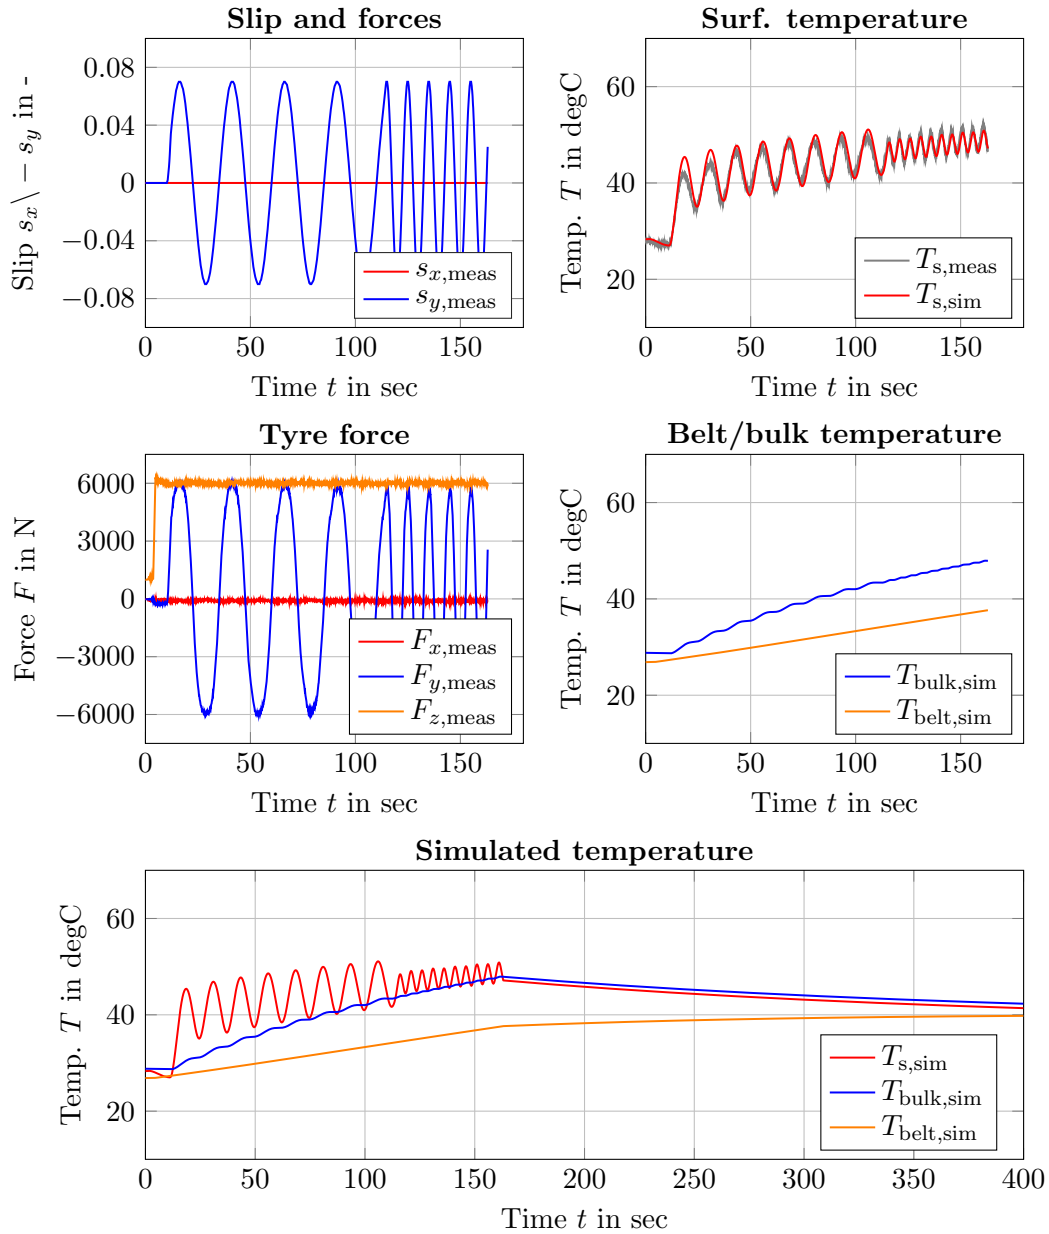 Slip and forces
Slip s_x\ − s_y in -
0.08
0.04
0
−0.04
−0.08
s_x,meas
s_y,meas
0 50 100 150
Time t in sec
Surf. temperature
Temp. T in degC
60
40
20
T_s,meas
T_s,sim
0 50 100 150
Time t in sec
Tyre force
Force F in N
6000
3000
0
−3000
−6000
F_x,meas
F_y,meas
F_z,meas
0 50 100 150
Time t in sec
Belt/bulk temperature
Temp. T in degC
60
40
20
T_bulk,sim
T_belt,sim
0 50 100 150
Time t in sec
Simulated temperature
Temp. T in degC
60
40
20
T_s,sim
T_bulk,sim
T_belt,sim
0 50 100 150 200 250 300 350 400
Time t in sec